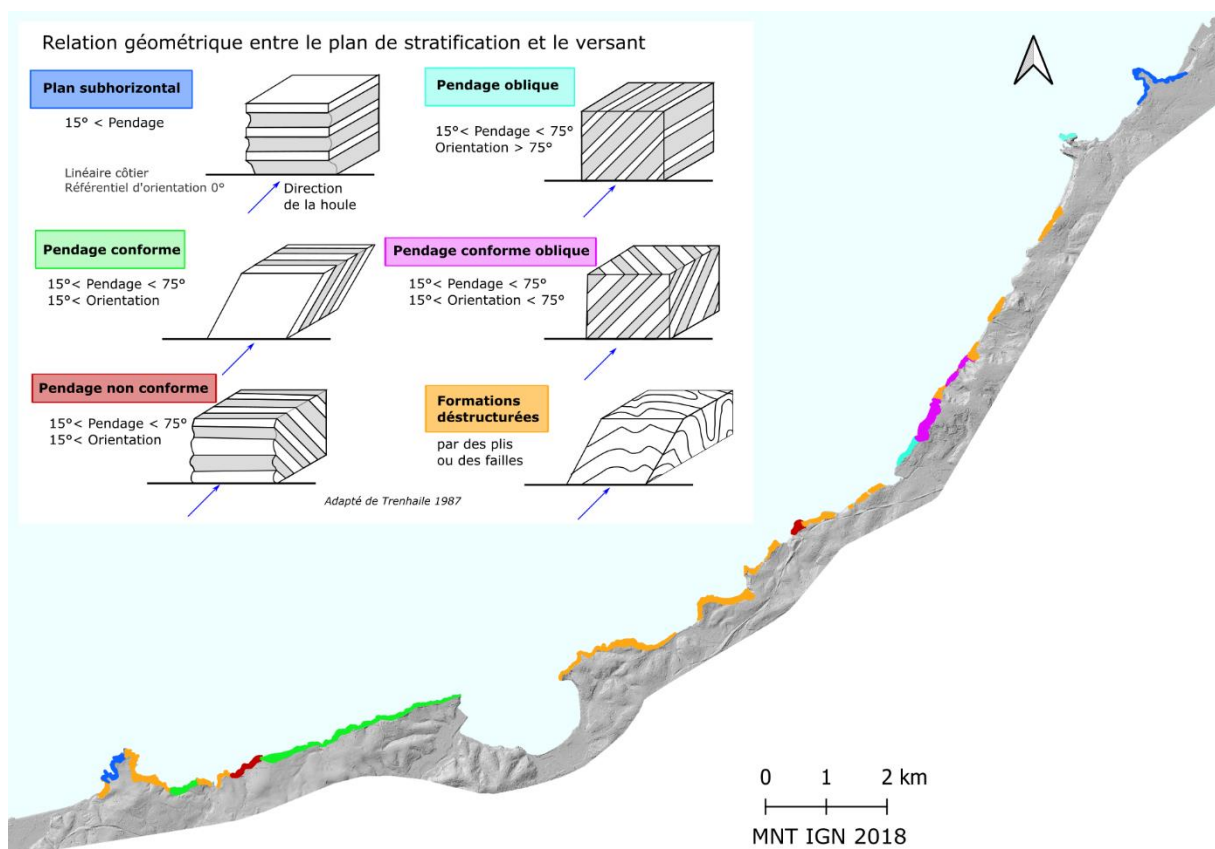 Relation géométrique entre le plan de stratification et le versant
Plan subhorizontal
15° < Pendage
Linéaire côtier
Référentiel d'orientation 0°
Direction
de la houle
Pendage oblique
15°< Pendage < 75°
Orientation > 75°
Pendage conforme
15°< Pendage < 75°
15°< Orientation
Pendage conforme oblique
15°< Pendage < 75°
15°< Orientation < 75°
Pendage non conforme
15°< Pendage < 75°
15°< Orientation
Formations
déstructurées
par des plis
ou des failles
Adapté de Trenhaile 1987
0 1 2 km
MNT IGN 2018